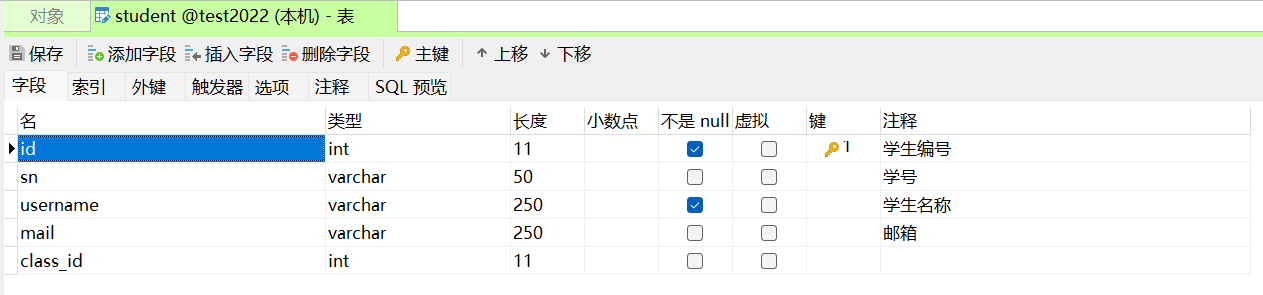 对象 student @test2022 (本机) - 表
保存 添加字段 插入字段 删除字段 主键 上移 下移
字段 索引 外键 触发器 选项 注释 SQL 预览
名 类型 长度 小数点 不是 null 虚拟 键 注释
id int 11 1 学生编号
sn varchar 50 学号
username varchar 250 学生名称
mail varchar 250 邮箱
class_id int 11